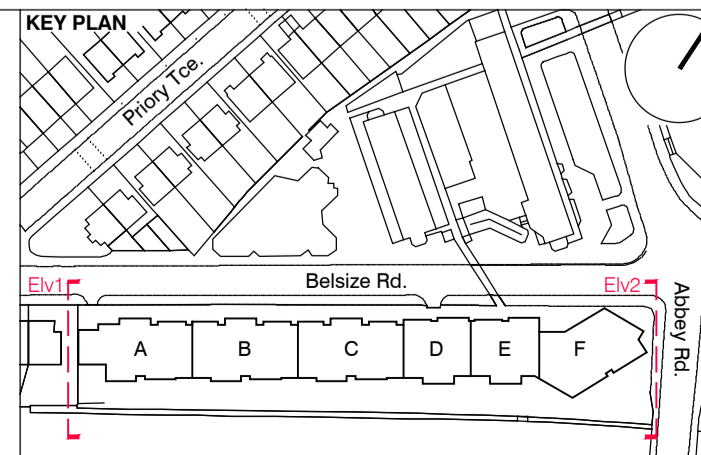 KEY PLAN
Priory Tce.
Elv1
Belsize Rd.
Elv2
Abbey Rd.
A
B
C
D
E
F